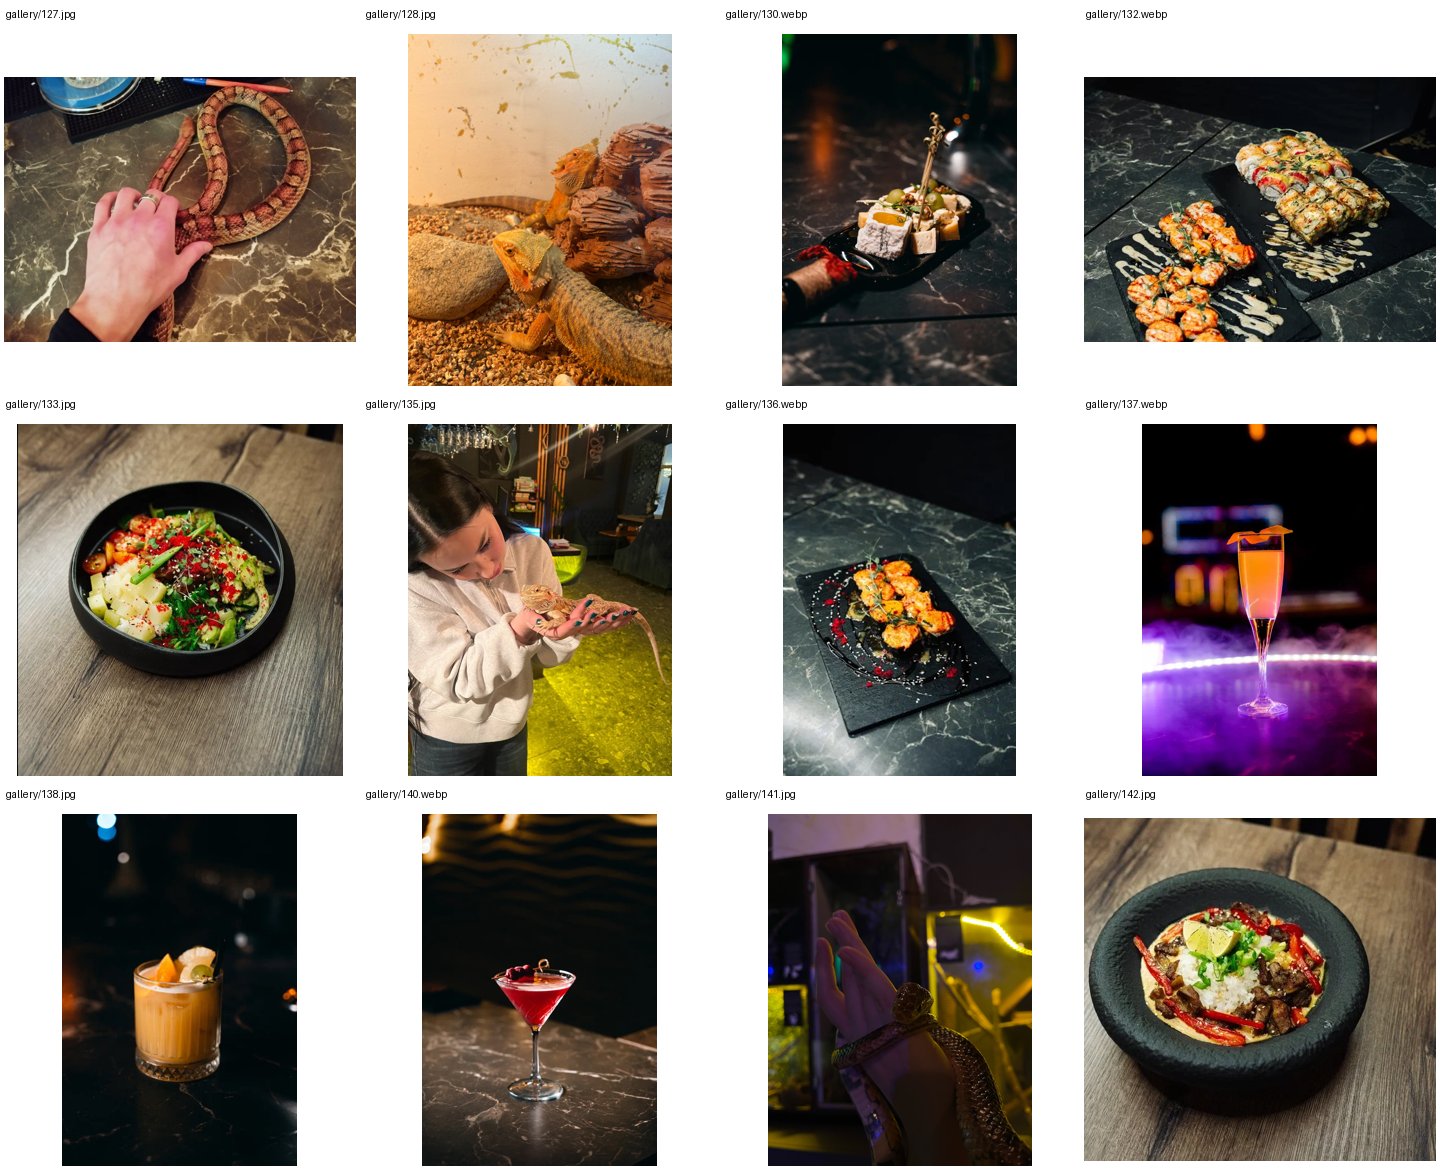 gallery/127.jpg
gallery/128.jpg
gallery/130.webp
gallery/132.webp
gallery/133.jpg
gallery/135.jpg
gallery/136.webp
gallery/137.webp
gallery/138.jpg
gallery/140.webp
gallery/141.jpg
gallery/142.jpg